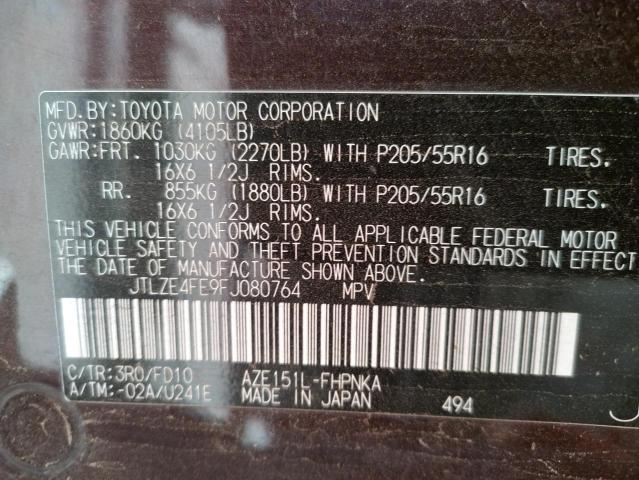 MFD.BY:TOYOTA MOTOR CORPORATION
GVWR:1860KG (4105LB)
GAWR:FRT. 1030KG (2270LB) WITH P205/55R16 TIRES.
16X6 1/2J RIMS.
RR. 855KG (1880LB) WITH P205/55R16 TIRES.
16X6 1/2J RIMS.
THIS VEHICLE CONFORMS TO ALL APPLICABLE FEDERAL MOTOR
VEHICLE SAFETY AND THEFT PREVENTION STANDARDS IN EFFECT
THE DATE OF MANUFACTURE SHOWN ABOVE.
JTLZE4FE9FJ080764 MPV
C/TR:3R0/FD10 AZE151L-FHPNKA
A/TM:-02A/U241E MADE IN JAPAN 494